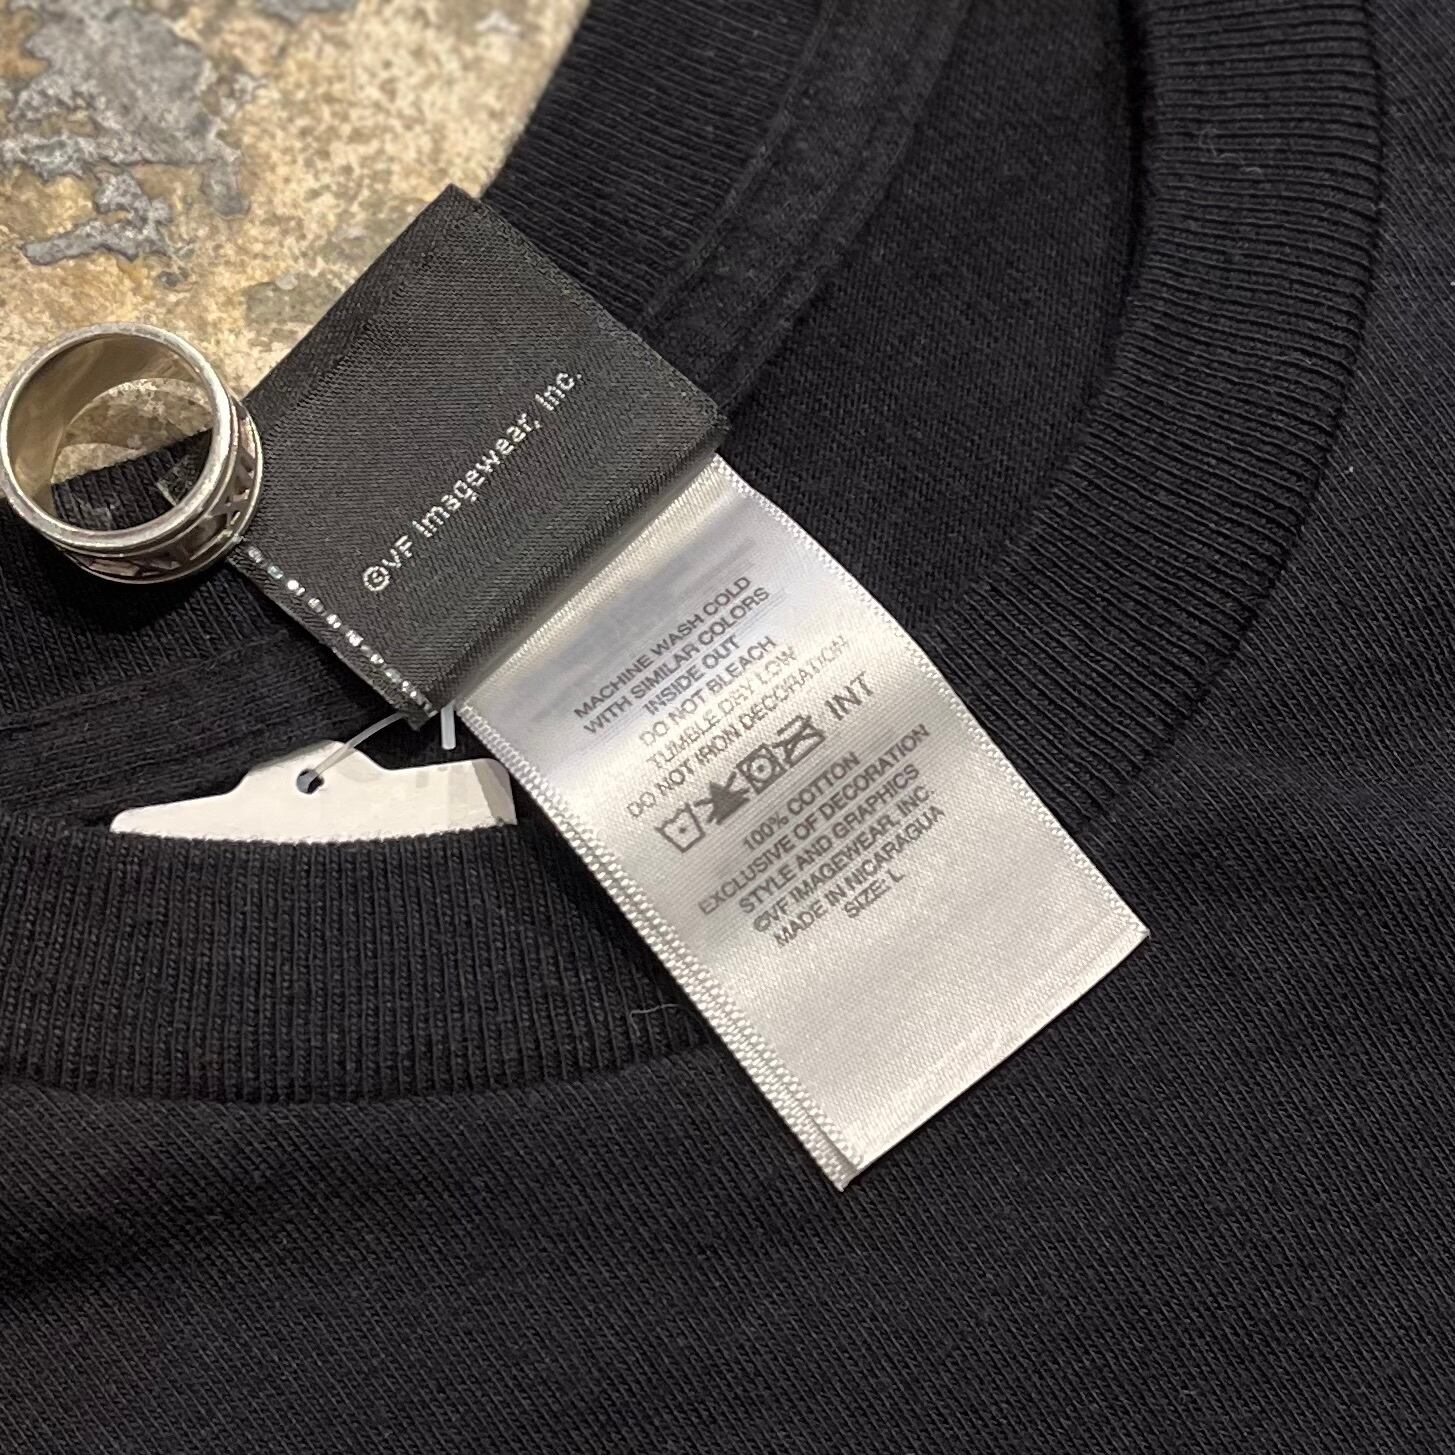 ©VF Imagewear, Inc.
MACHINE WASH COLD
WITH SIMILAR COLORS
INSIDE OUT
DO NOT BLEACH
TUMBLE DRY LOW
DO NOT IRON DECORATION
INT
100% COTTON
EXCLUSIVE OF DECORATION
STYLE AND GRAPHICS
©VF IMAGEWEAR, INC.
MADE IN NICARAGUA
SIZE: L